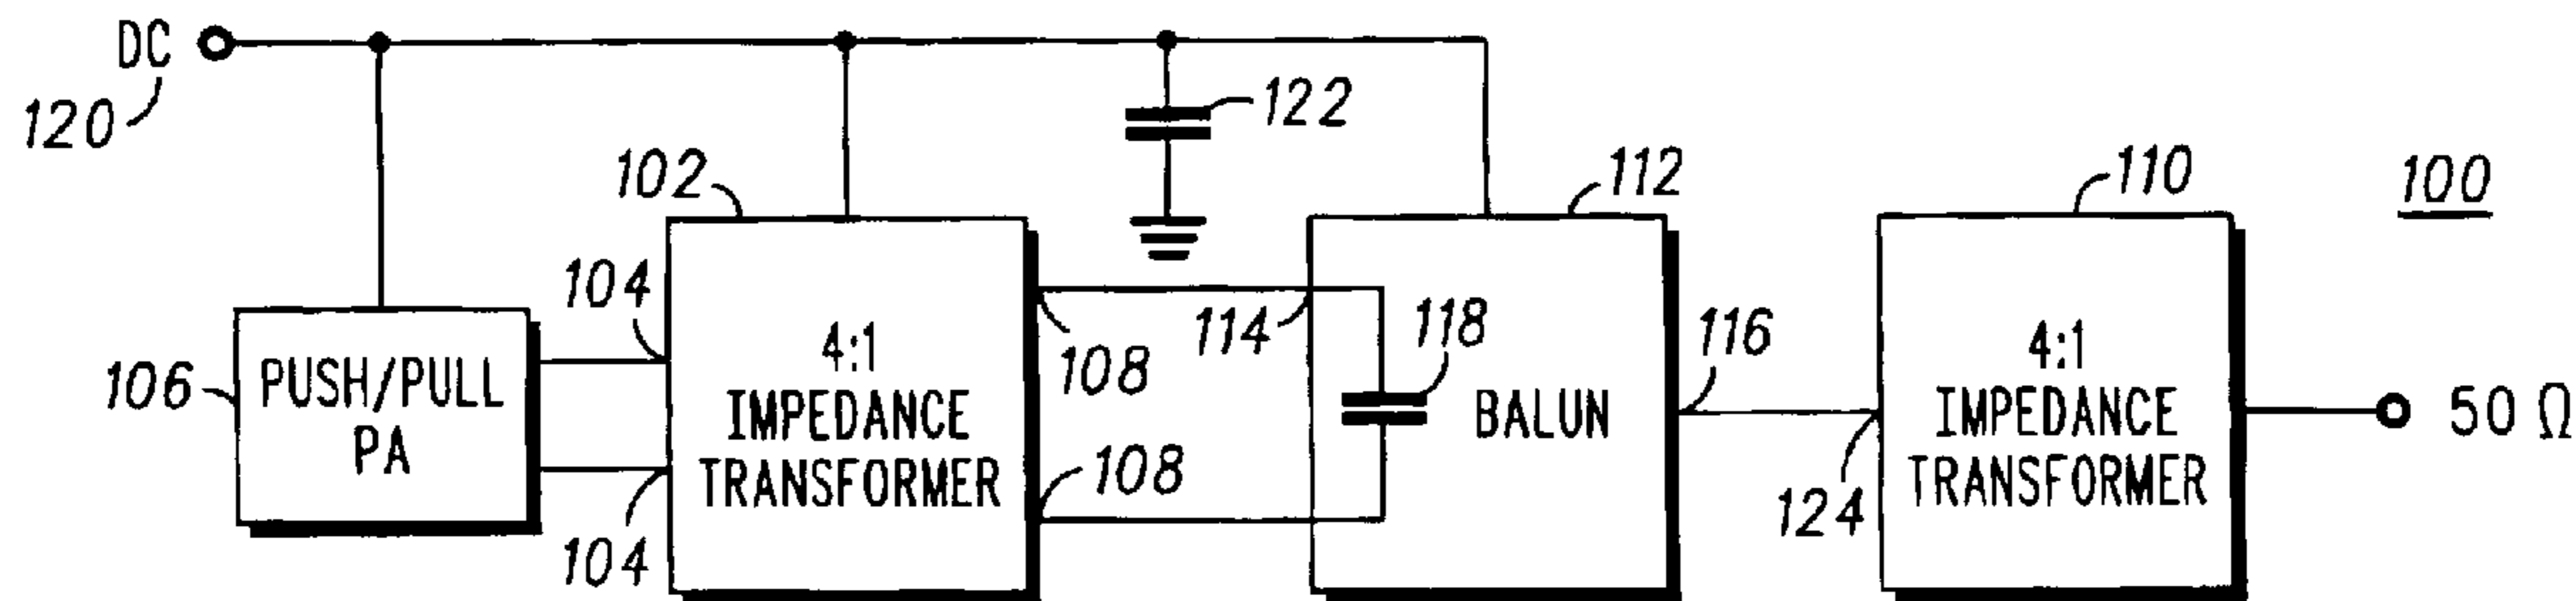 DC
120
122
102
112
110
100
104
104
106
PUSH/PULL
PA
4:1
IMPEDANCE
TRANSFORMER
108
108
114
118
BALUN
116
124
4:1
IMPEDANCE
TRANSFORMER
50 Ω